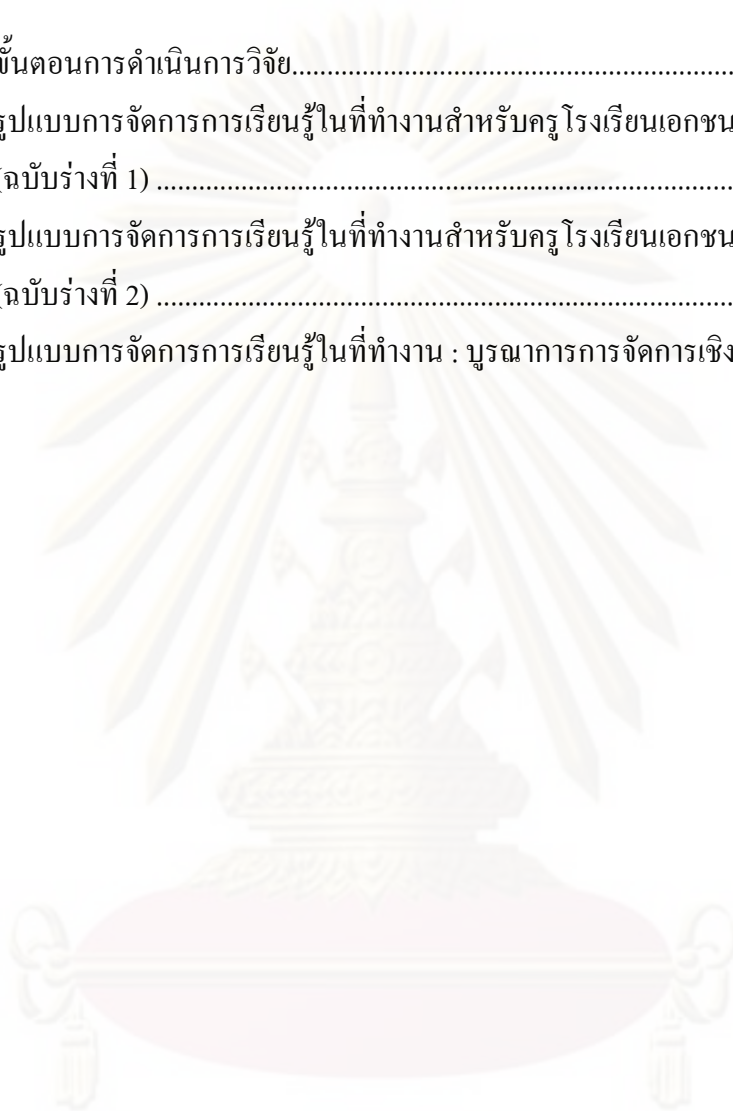 ขั้นตอนการดำเนินการวิจัย..............................................................
รูปแบบการจัดการการเรียนรู้ในที่ทำงานสำหรับครูโรงเรียนเอกชน
(ฉบับร่างที่ 1) ................................................................................
รูปแบบการจัดการการเรียนรู้ในที่ทำงานสำหรับครูโรงเรียนเอกชน
(ฉบับร่างที่ 2) ................................................................................
รูปแบบการจัดการการเรียนรู้ในที่ทำงาน : บูรณาการการจัดการเชิง